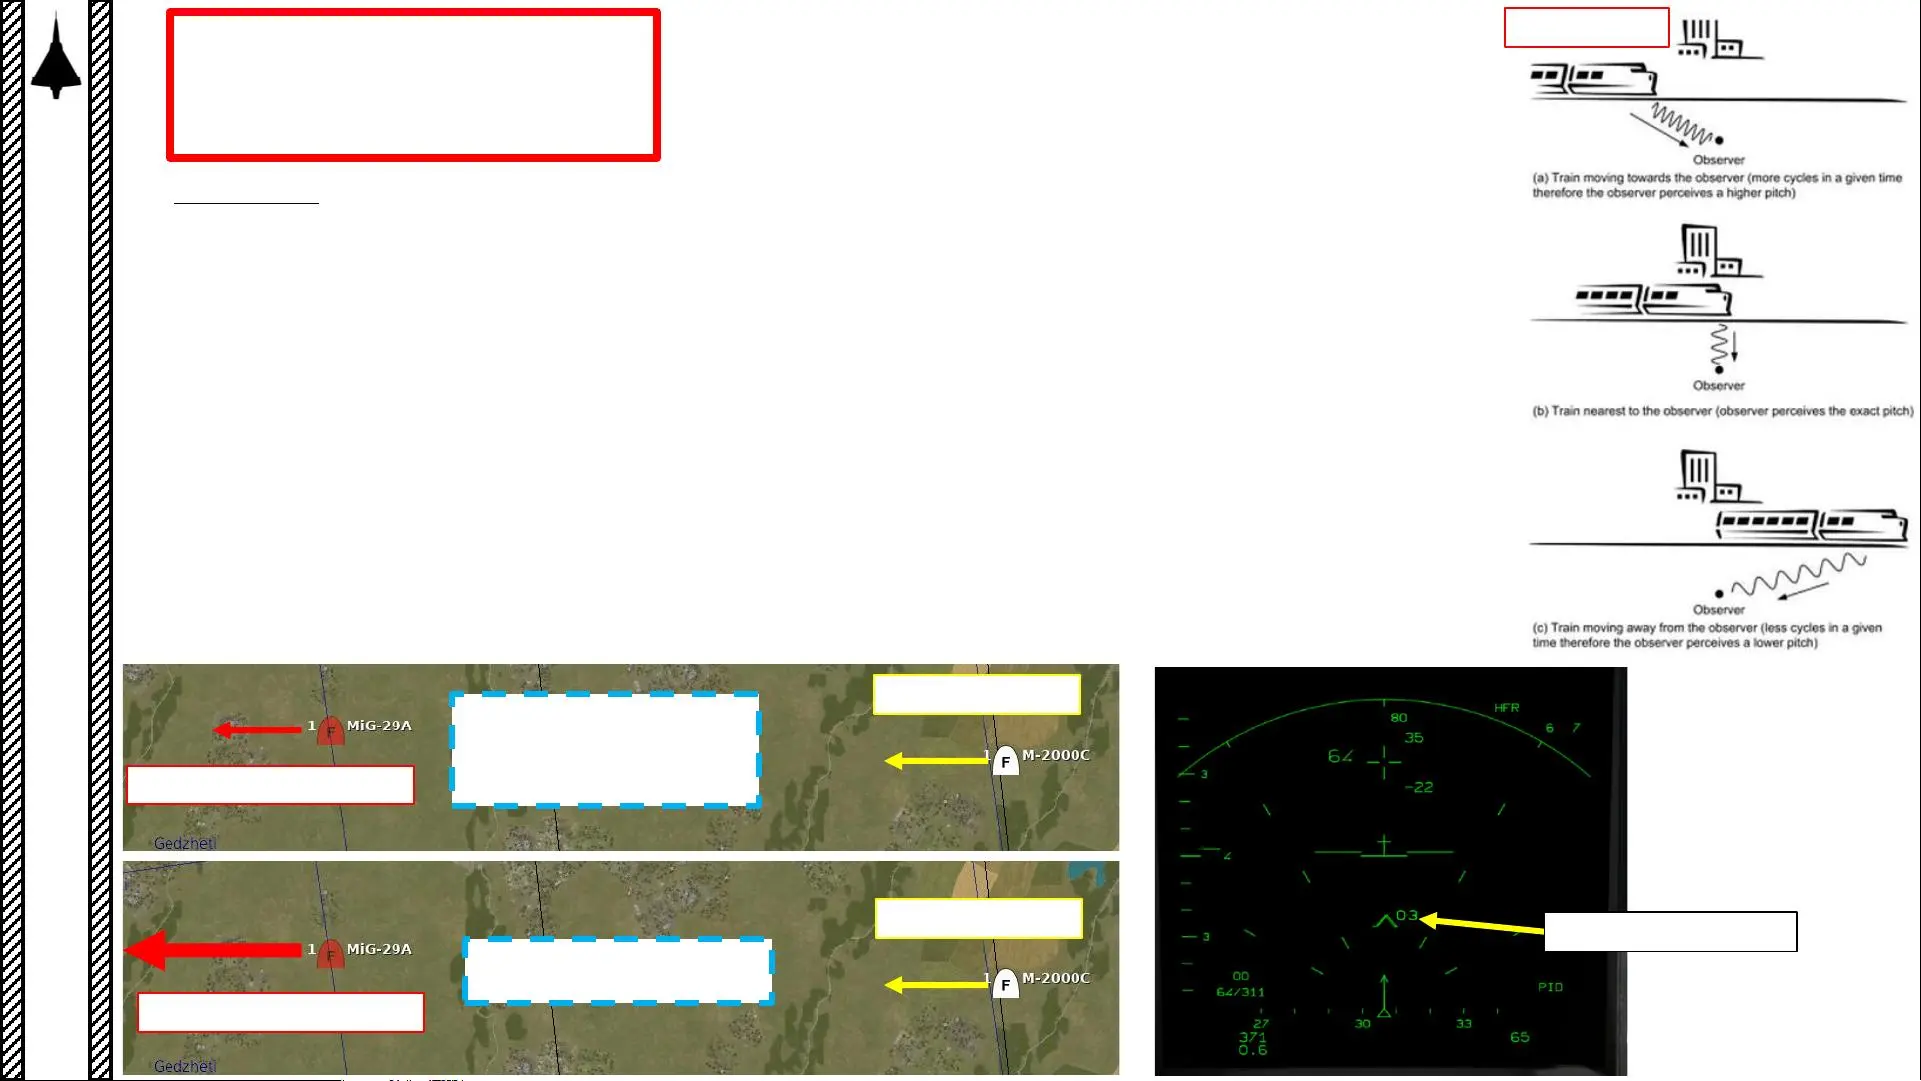 Observer
(a) Train moving towards the observer (more cycles in a given time
therefore the observer perceives a higher pitch)
Observer
(b) Train nearest to the observer (observer perceives the exact pitch)
Observer
(c) Train moving away from the observer (less cycles in a given
time therefore the observer perceives a lower pitch)
1 F MiG-29A
1 F M-2000C
Gedzheti
1 F MiG-29A
1 F M-2000C
Gedzheti
HFR
80
6 7
35
64
-22
3
4
03
3
00
64/311
PID
27 30 33
371
65
0.6